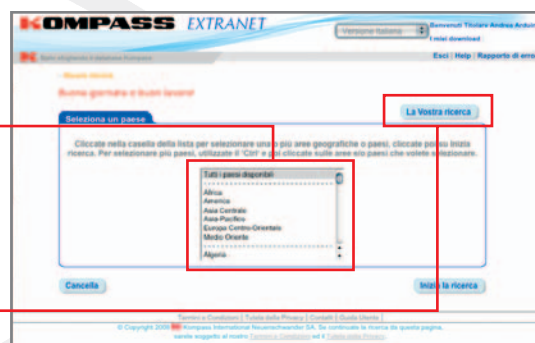 KOMPASS EXTRANET
Versione Italiana
Benvenuti Titolare Andrea Arduin
I miei download
Esci | Help | Rapporto di erro
Buona giornata e buon lavoro!
La Vostra ricerca
Seleziona un paese
Cliccate nella casella della lista per selezionare una o più aree geografiche o paesi, cliccate poi su Inizia
ricerca. Per selezionare più paesi, utilizzate il 'Ctrl' e poi cliccate sulle aree e/o paesi che volete selezionare.
Tutti i paesi disponibili
Africa
America
Asia Centrale
Asia-Pacifico
Europa Centro-Orientale
Medio Oriente
Algeria
Cancella
Inizia la ricerca
Termini e Condizioni | Tutela della Privacy | Contatti | Guida Utente |
© Copyright Kompass International Neuenschwander SA. Se continuate la ricerca da questa pagina,
sarete soggetto al nostro Termini e Condizioni ed il Tutela della Privacy.